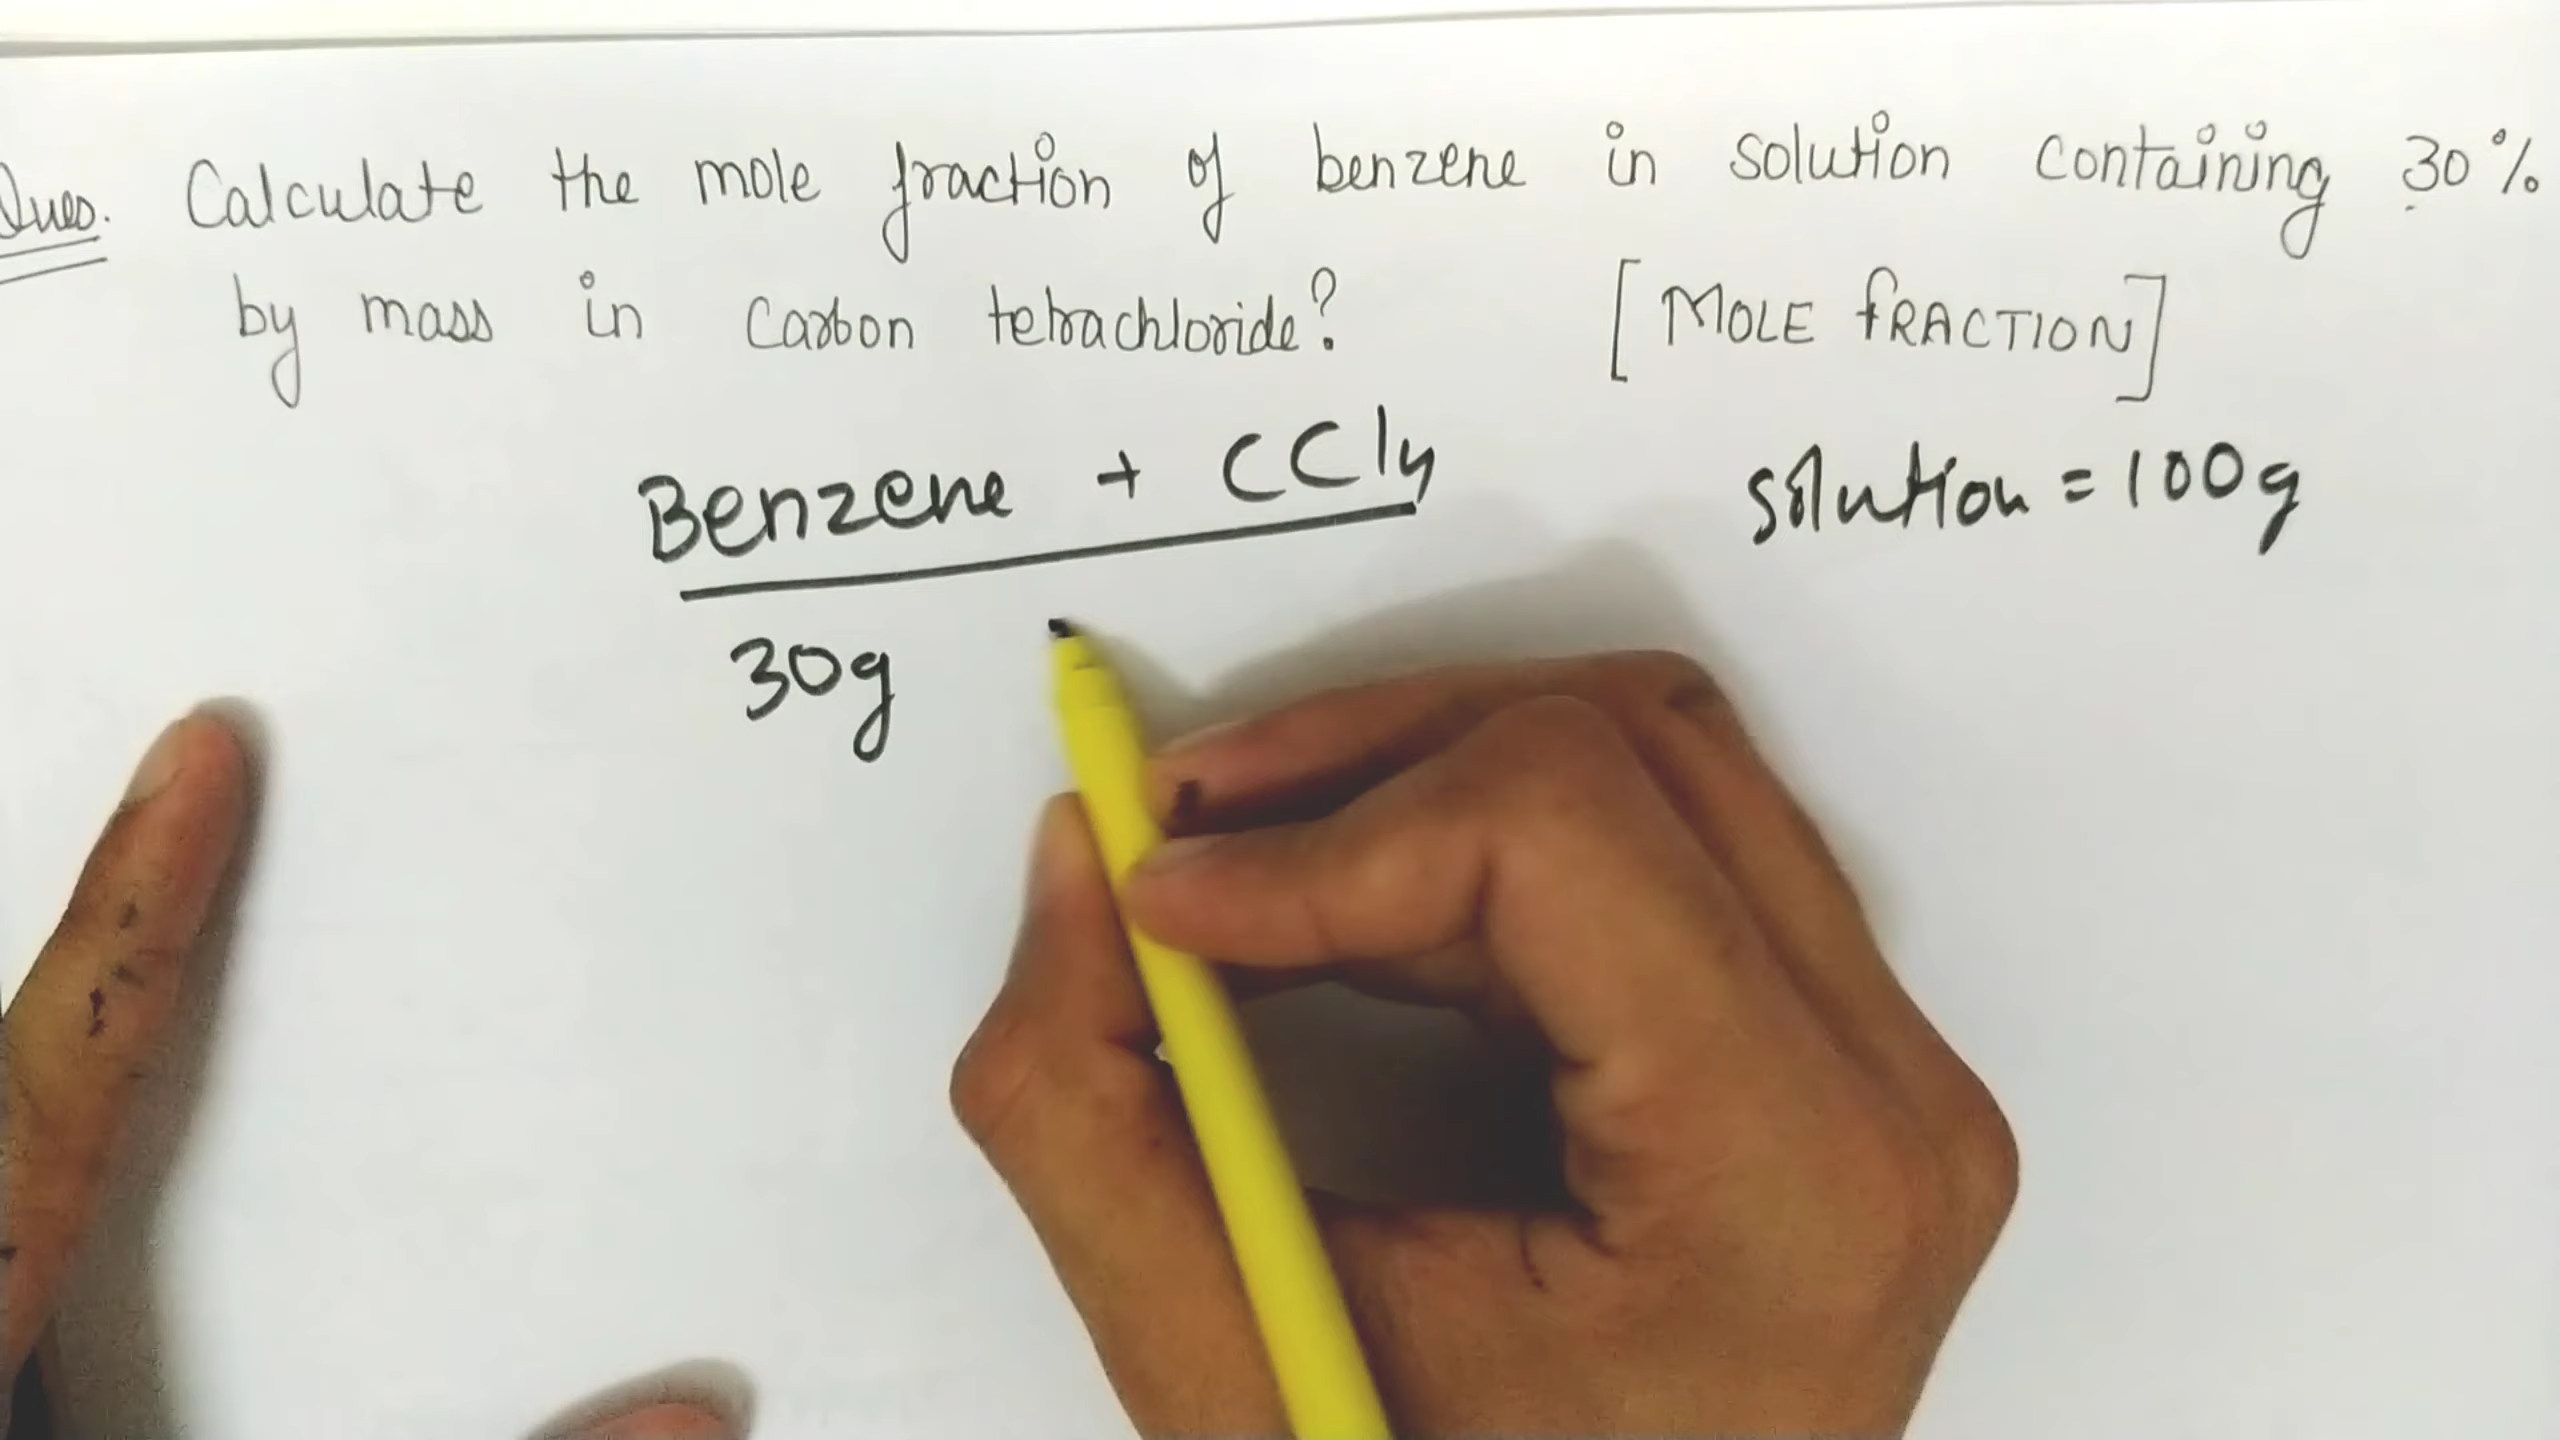 Ques. Calculate the mole fraction of benzene in solution containing 30%
by mass in Carbon tetrachloride? [MOLE fRACTION]
Benzene + CCl4 solution = 100g
30g